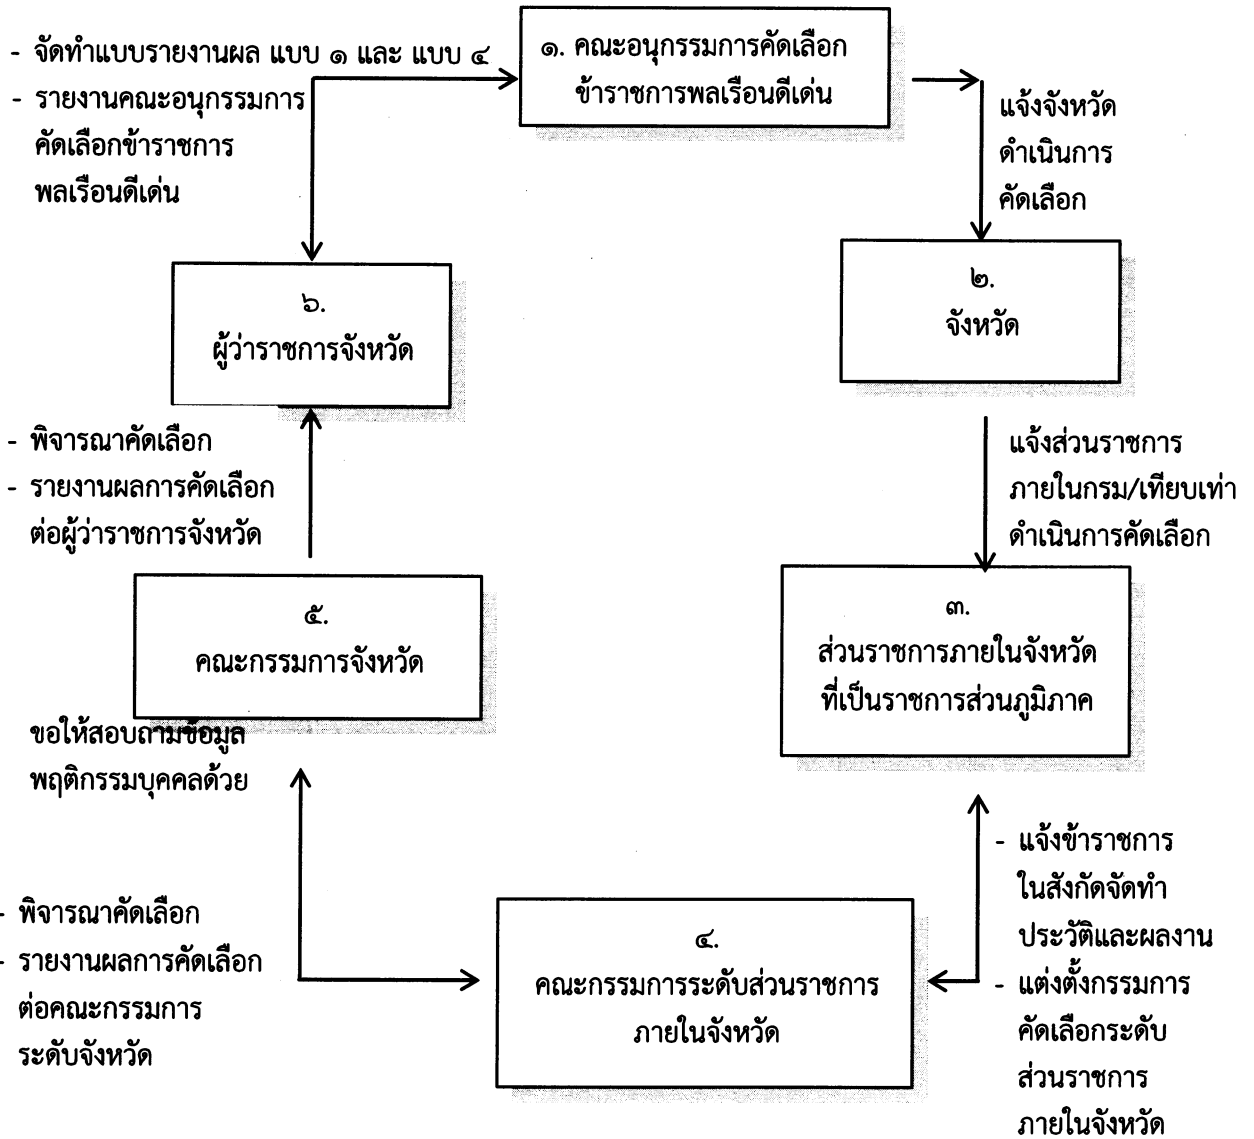 ๑. คณะอนุกรรมการคัดเลือก
ข้าราชการพลเรือนดีเด่น
แจ้งจังหวัด
ดำเนินการ
คัดเลือก
๒.
จังหวัด
แจ้งส่วนราชการ
ภายในกรม/เทียบเท่า
ดำเนินการคัดเลือก
๓.
ส่วนราชการภายในจังหวัด
ที่เป็นราชการส่วนภูมิภาค
- แจ้งข้าราชการ
ในสังกัดจัดทำ
ประวัติและผลงาน
- แต่งตั้งกรรมการ
คัดเลือกระดับ
ส่วนราชการ
ภายในจังหวัด
๔.
คณะกรรมการระดับส่วนราชการ
ภายในจังหวัด
- พิจารณาคัดเลือก
- รายงานผลการคัดเลือก
ต่อคณะกรรมการ
ระดับจังหวัด
๕.
คณะกรรมการจังหวัด
ขอให้สอบถามข้อมูล
พฤติกรรมบุคคลด้วย
- พิจารณาคัดเลือก
- รายงานผลการคัดเลือก
ต่อผู้ว่าราชการจังหวัด
๖.
ผู้ว่าราชการจังหวัด
- จัดทำแบบรายงานผล แบบ ๑ และ แบบ ๔
- รายงานคณะอนุกรรมการ
คัดเลือกข้าราชการ
พลเรือนดีเด่น